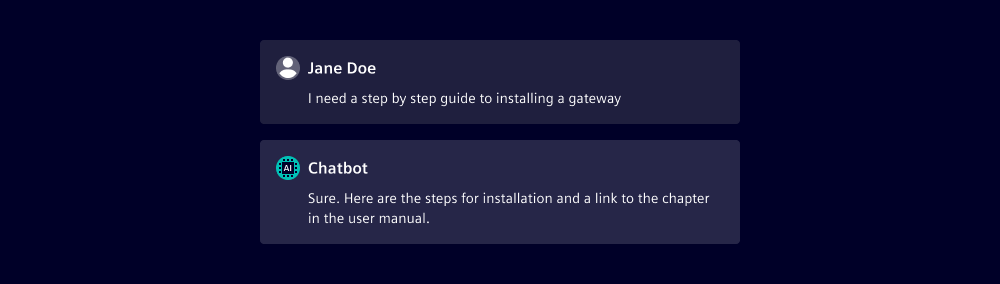 Jane Doe
I need a step by step guide to installing a gateway
AI
Chatbot
Sure. Here are the steps for installation and a link to the chapter
in the user manual.